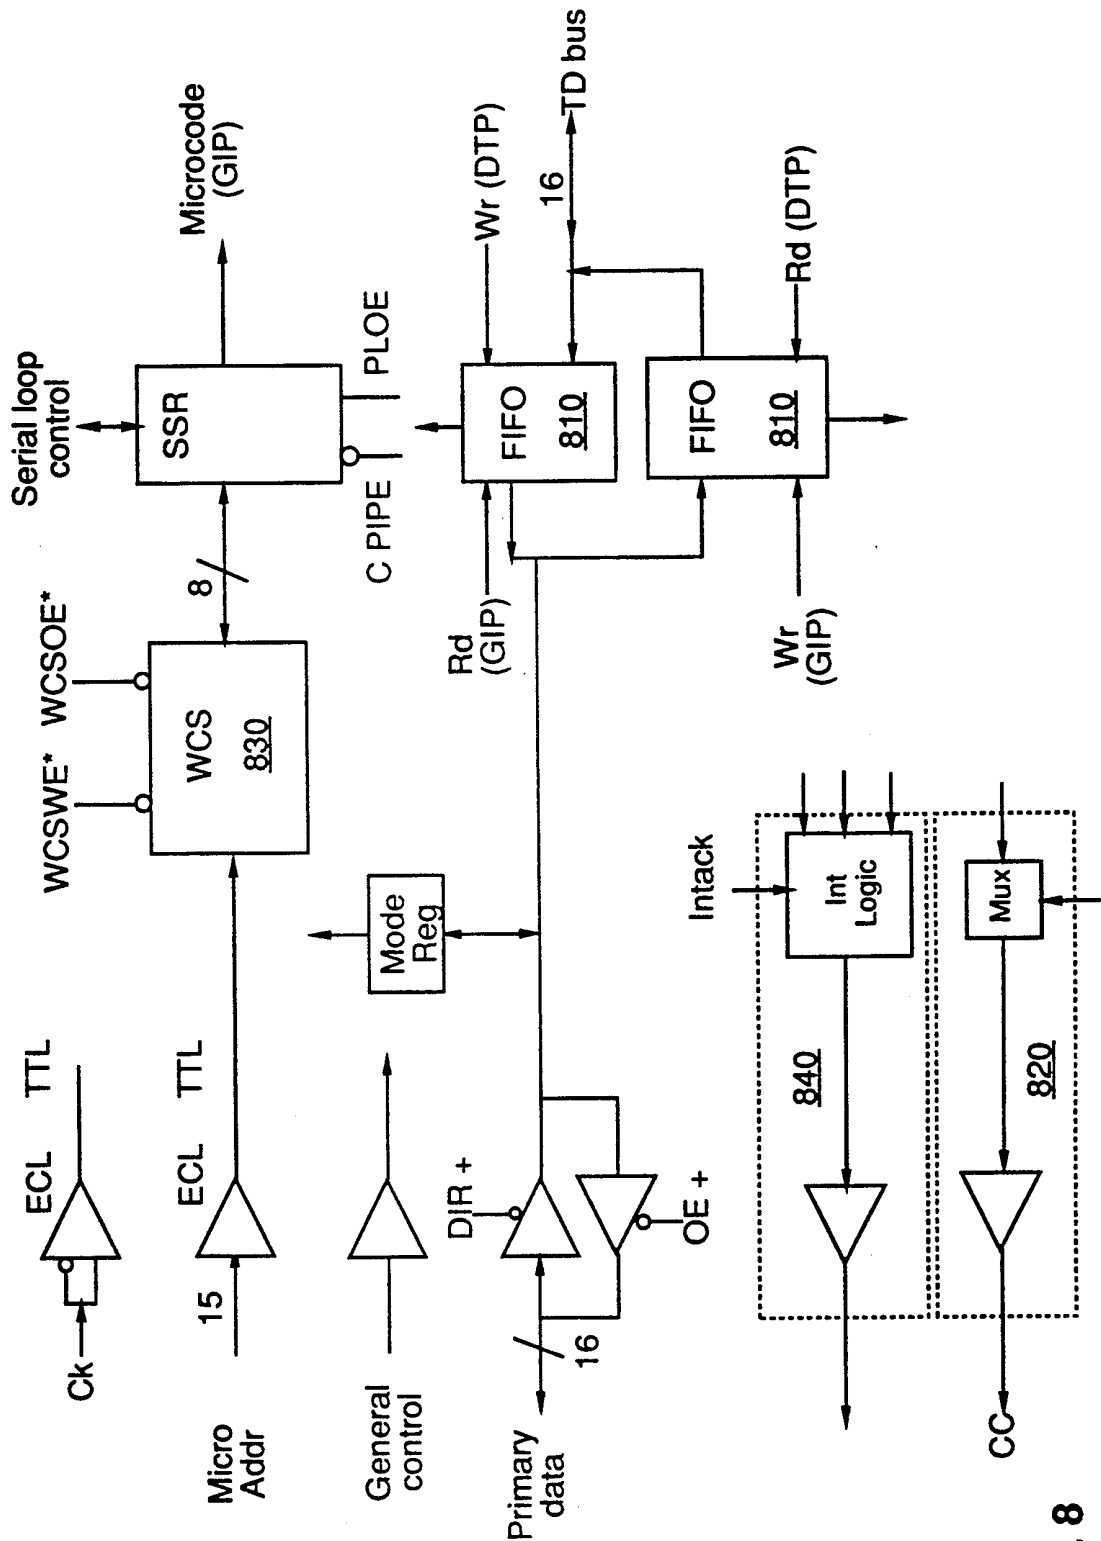 Ck
ECL TTL
Micro
Addr
15
ECL TTL
WCSWE* WCSOE*
WCS
830
8
Serial loop
control
SSR
Microcode
(GIP)
C PIPE
PLOE
General
control
Mode
Reg
Primary
data
16
DIR +
OE +
Rd
(GIP)
FIFO
810
Wr (DTP)
16
TD bus
Wr
(GIP)
FIFO
810
Rd (DTP)
Intack
840
Int
Logic
CC
820
Mux
8